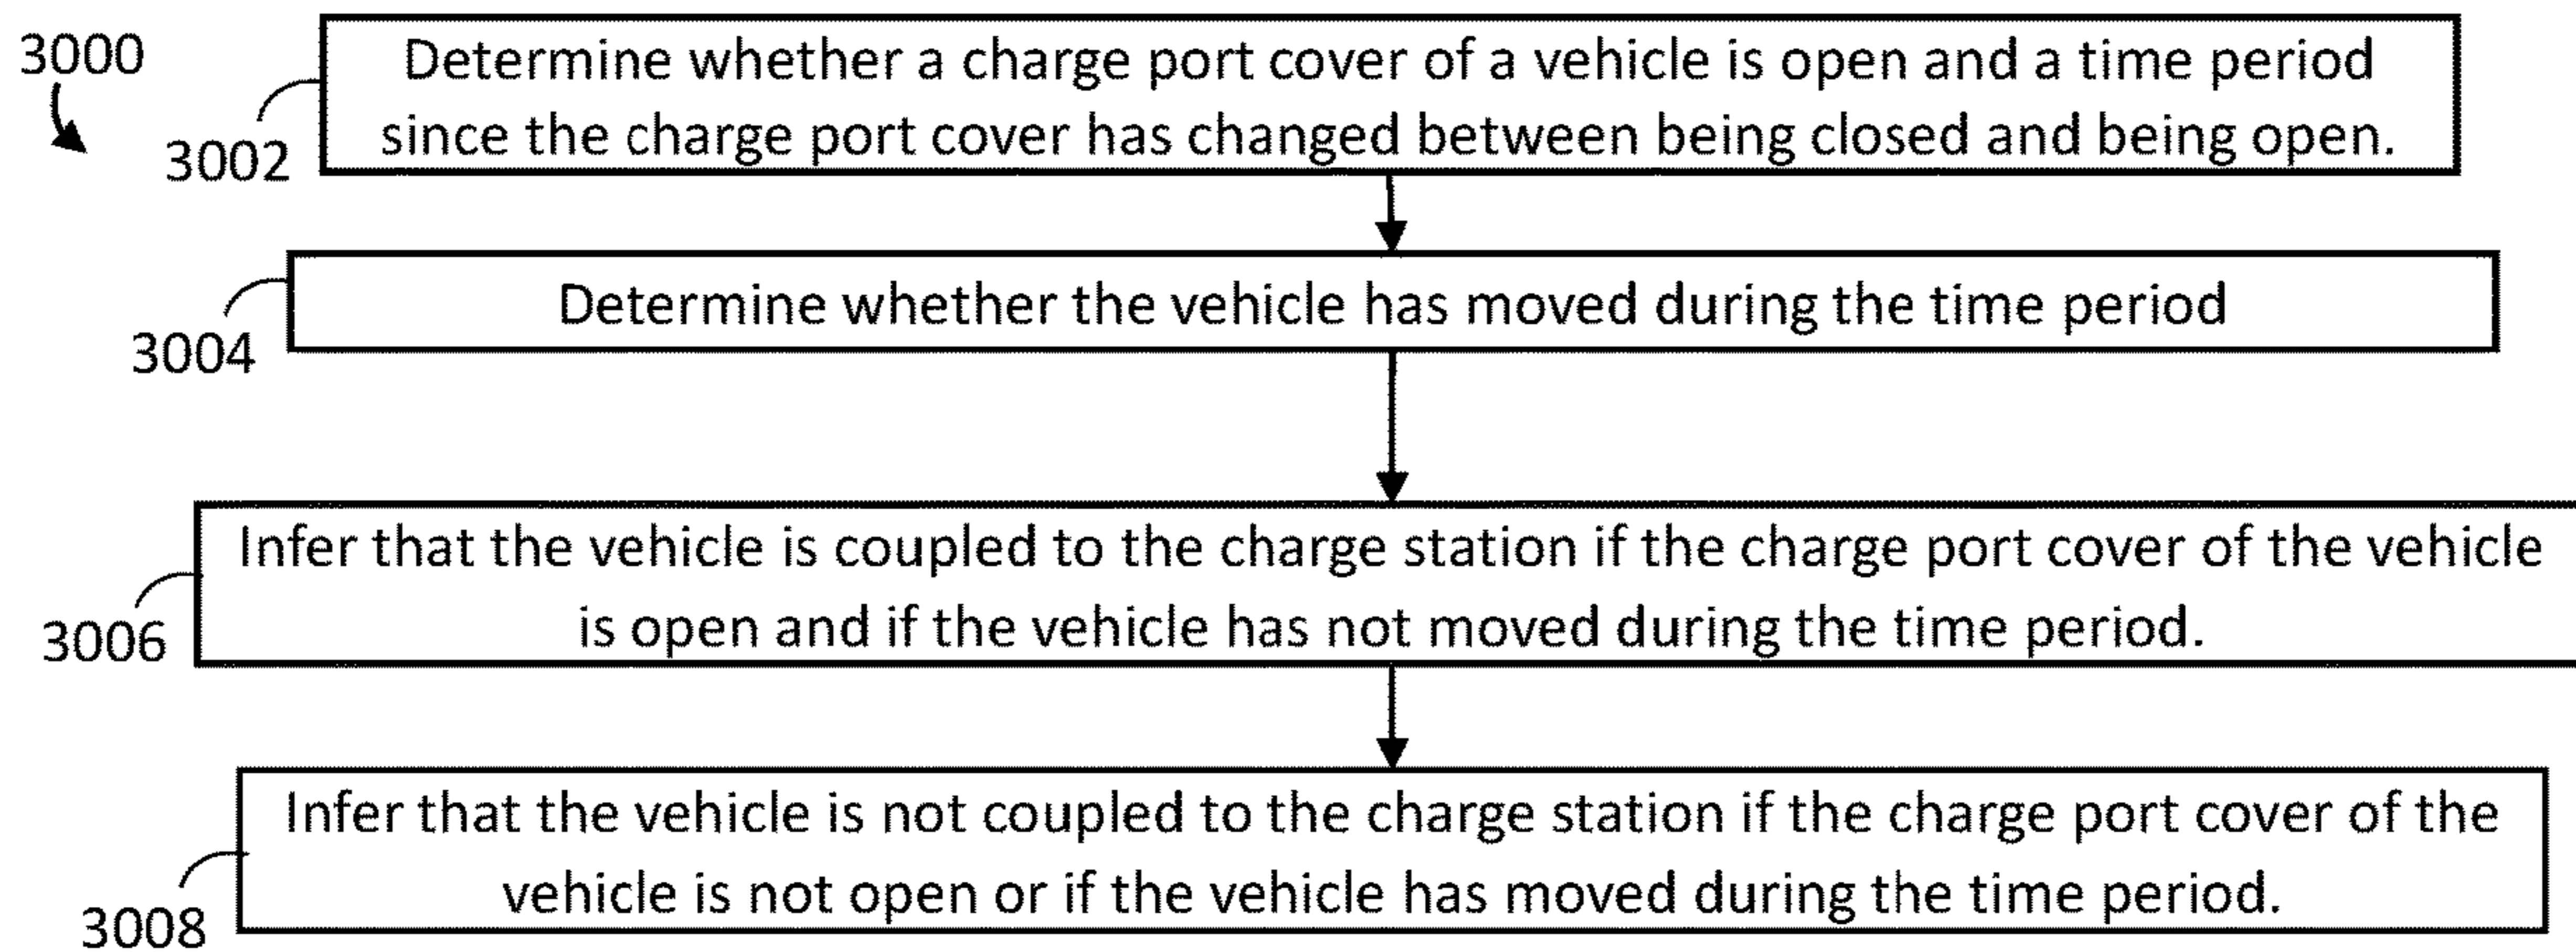 3000
Determine whether a charge port cover of a vehicle is open and a time period
since the charge port cover has changed between being closed and being open.
3002
Determine whether the vehicle has moved during the time period
3004
Infer that the vehicle is coupled to the charge station if the charge port cover of the vehicle
is open and if the vehicle has not moved during the time period.
3006
Infer that the vehicle is not coupled to the charge station if the charge port cover of the
vehicle is not open or if the vehicle has moved during the time period.
3008